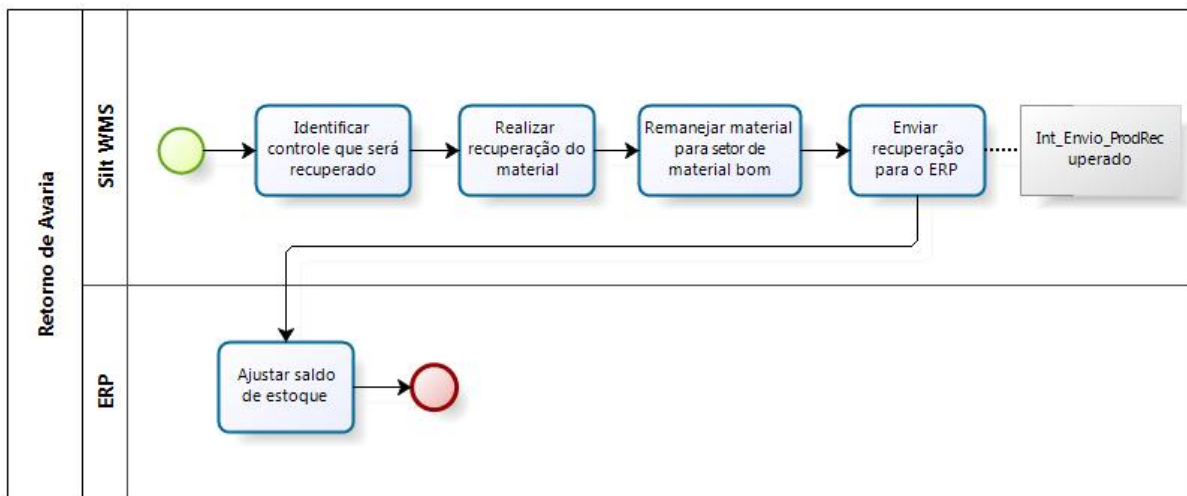 Retorno de Avaria
Silt WMS
Identificar
controle que será
recuperado
Realizar
recuperação do
material
Remanejar material
para setor de
material bom
Enviar
recuperação
para o ERP
Int_Envio_ProdRec
uperado
ERP
Ajustar saldo
de estoque